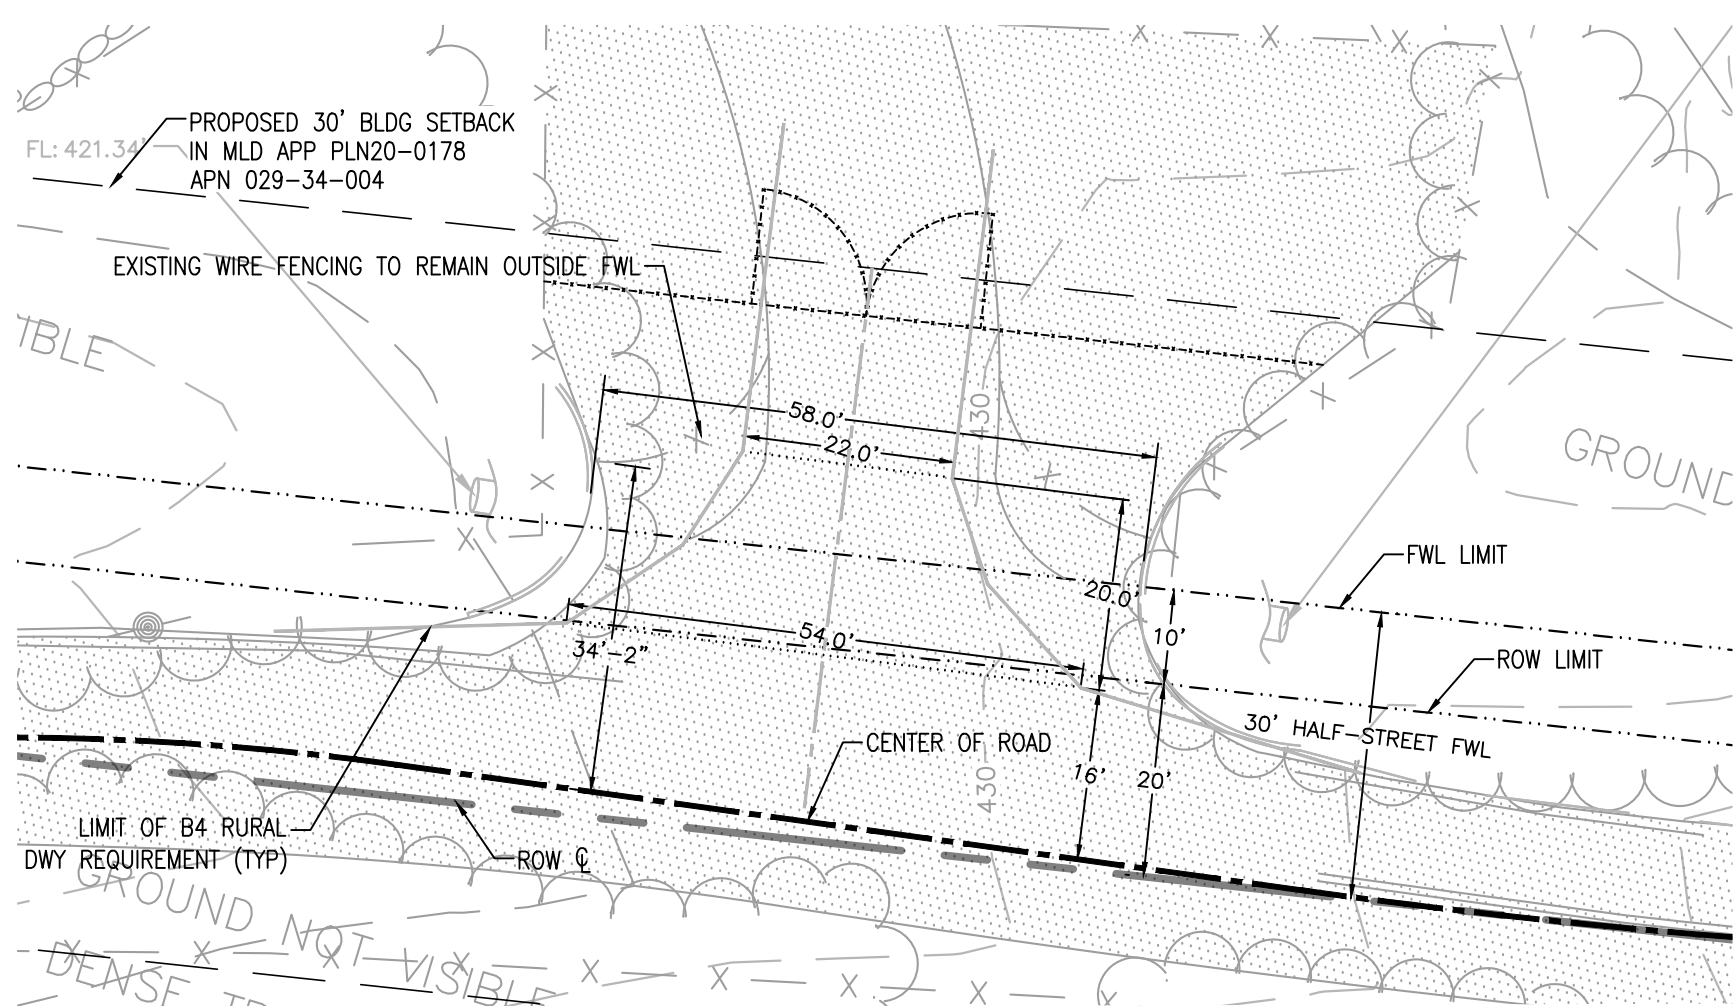 PROPOSED 30' BLDG SETBACK
IN MLD APP PLN20-0178
APN 029-34-004
FL: 421.34'
EXISTING WIRE FENCING TO REMAIN OUTSIDE FWL
IBLE
58.0'
22.0'
430
GROUND
FWL LIMIT
20.0'
10'
54.0'
34'-2"
ROW LIMIT
30' HALF-STREET FWL
CENTER OF ROAD
16'
20'
430
LIMIT OF B4 RURAL
DWY REQUIREMENT (TYP)
ROW ℄
GROUND NOT VISIBLE
DENSE